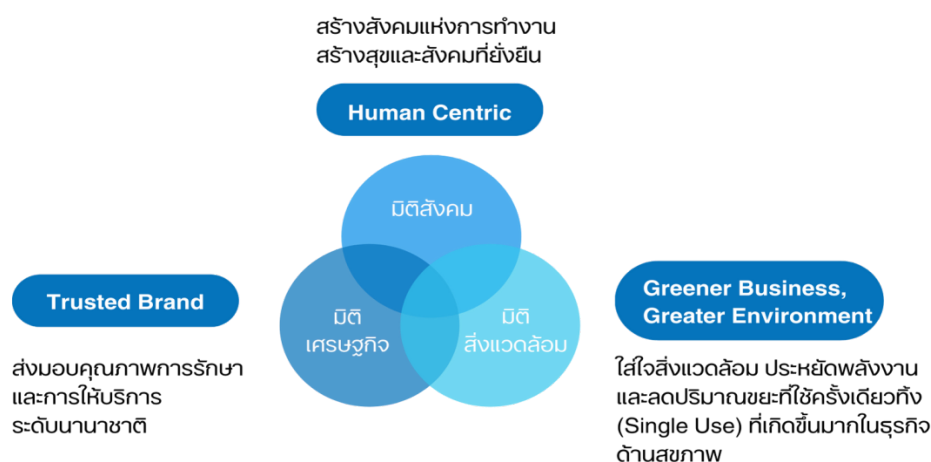 สร้างสังคมแห่งการทำงาน
สร้างสุขและสังคมที่ยั่งยืน
Human Centric
มิติสังคม
Trusted Brand
ส่งมอบคุณภาพการรักษา
และการให้บริการ
ระดับนานาชาติ
มิติ
เศรษฐกิจ
มิติ
สิ่งแวดล้อม
Greener Business,
Greater Environment
ใส่ใจสิ่งแวดล้อม ประหยัดพลังงาน
และลดปริมาณขยะที่ใช้ครั้งเดียวทิ้ง
(Single Use) ที่เกิดขึ้นมากในธุรกิจ
ด้านสุขภาพ